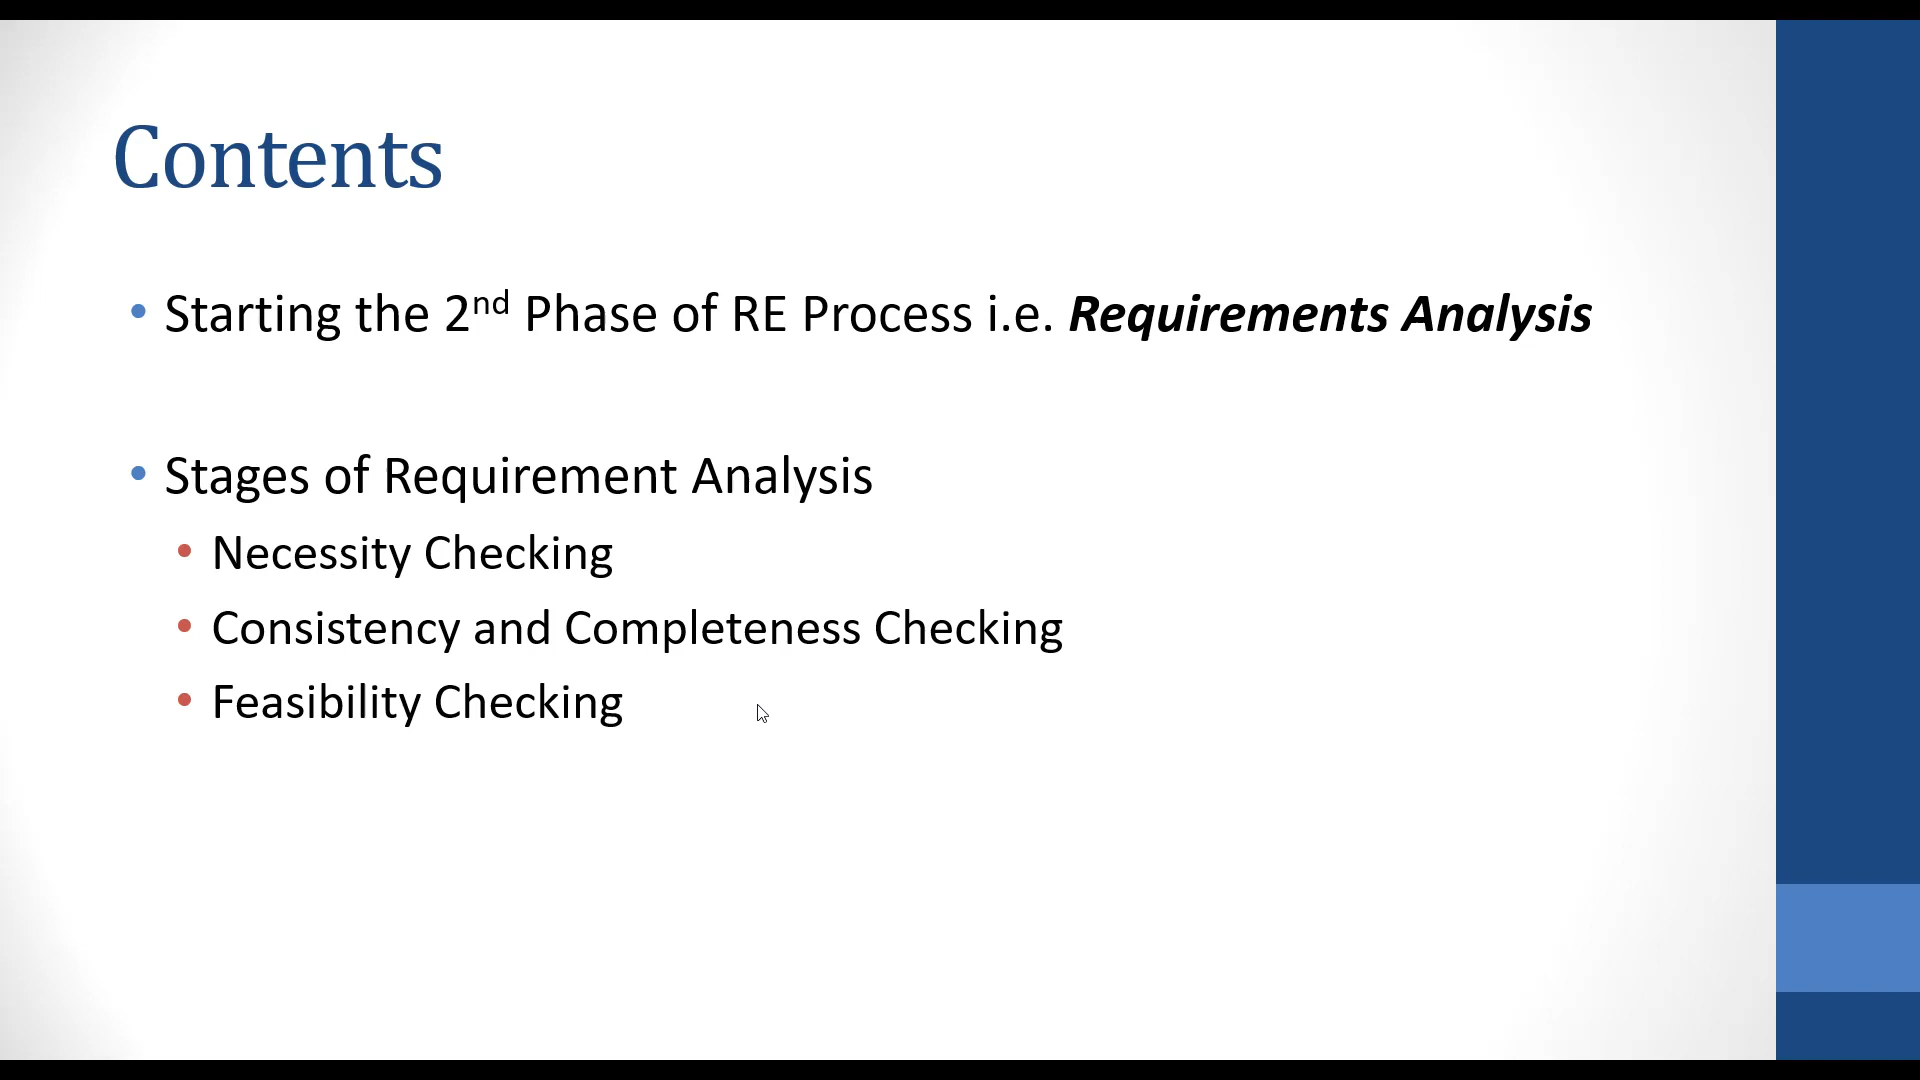 Contents
• Starting the 2nd Phase of RE Process i.e. Requirements Analysis
• Stages of Requirement Analysis
• Necessity Checking
• Consistency and Completeness Checking
• Feasibility Checking